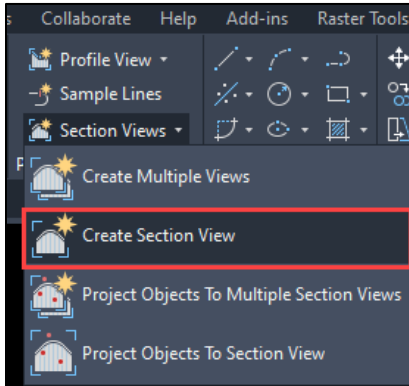 s Collaborate Help Add-ins Raster Tools
Profile View
Sample Lines
Section Views
P
Create Multiple Views
Create Section View
Project Objects To Multiple Section Views
Project Objects To Section View